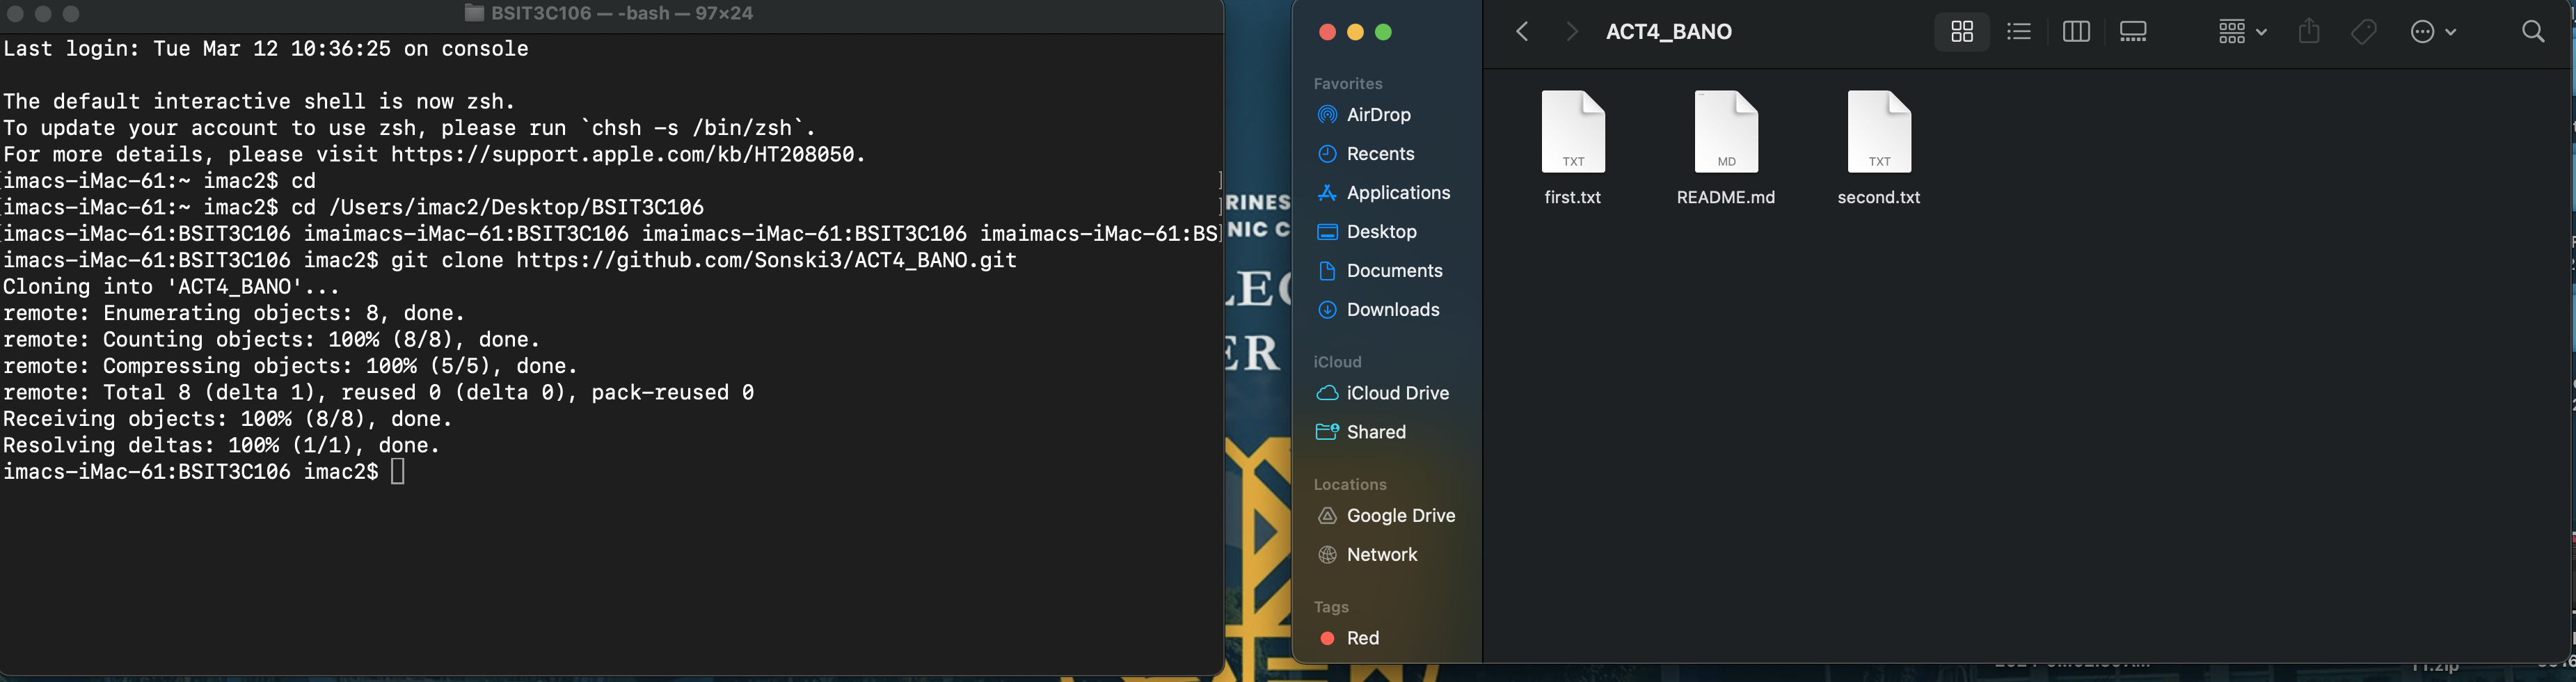 BSIT3C106 — -bash — 97×24
Last login: Tue Mar 12 10:36:25 on console
The default interactive shell is now zsh.
To update your account to use zsh, please run `chsh -s /bin/zsh`.
For more details, please visit https://support.apple.com/kb/HT208050.
[imacs-iMac-61:~ imac2$ cd ]
[imacs-iMac-61:~ imac2$ cd /Users/imac2/Desktop/BSIT3C106 ]
[imacs-iMac-61:BSIT3C106 imaimacs-iMac-61:BSIT3C106 imaimacs-iMac-61:BSIT3C106 imaimacs-iMac-61:BS]
imacs-iMac-61:BSIT3C106 imac2$ git clone https://github.com/Sonski3/ACT4_BANO.git
Cloning into 'ACT4_BANO'...
remote: Enumerating objects: 8, done.
remote: Counting objects: 100% (8/8), done.
remote: Compressing objects: 100% (5/5), done.
remote: Total 8 (delta 1), reused 0 (delta 0), pack-reused 0
Receiving objects: 100% (8/8), done.
Resolving deltas: 100% (1/1), done.
imacs-iMac-61:BSIT3C106 imac2$
RINES
NIC C
LEG
ER
Favorites
AirDrop
Recents
Applications
Desktop
Documents
Downloads
iCloud
iCloud Drive
Shared
Locations
Google Drive
Network
Tags
Red
ACT4_BANO
TXT
MD
TXT
first.txt
README.md
second.txt